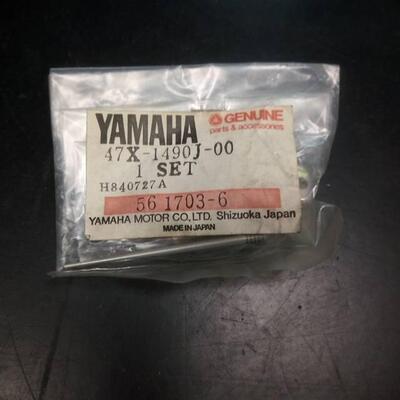 YAMAHA
GENUINE
parts & accessories
47X-1490J-00
1 SET
H840727A
56 1703-6
YAMAHA MOTOR CO., LTD. Shizuoka Japan
MADE IN JAPAN